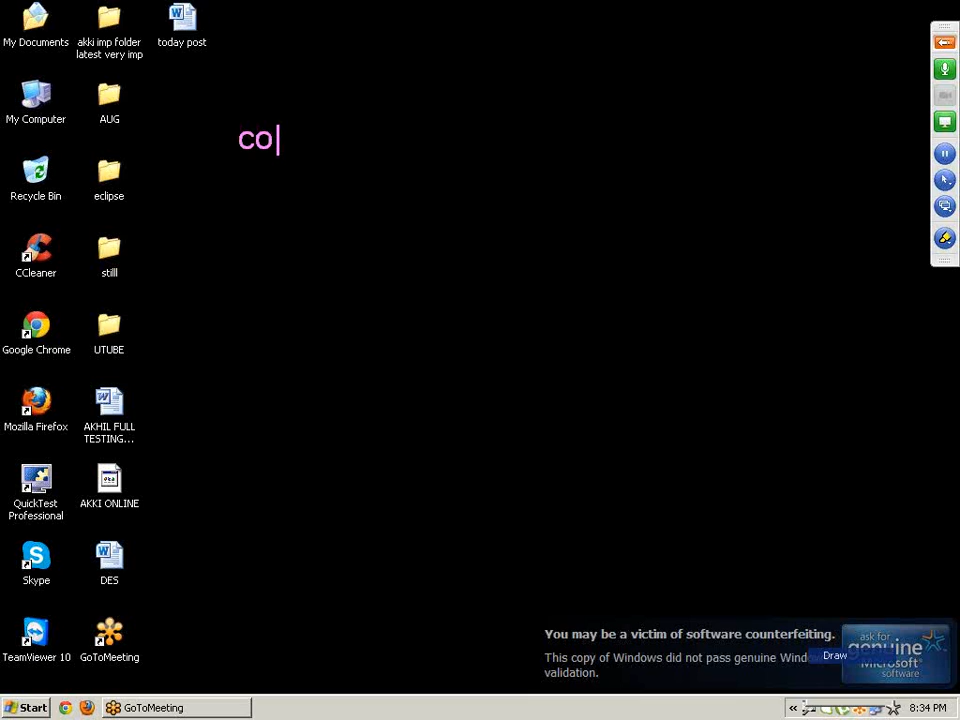 My Documents
akki imp folder
latest very imp
today post
My Computer
AUG
co
Recycle Bin
eclipse
CCleaner
stilll
Google Chrome
UTUBE
Mozilla Firefox
AKHIL FULL
TESTING...
QuickTest
Professional
AKKI ONLINE
Skype
DES
TeamViewer 10
GoToMeeting
You may be a victim of software counterfeiting.
This copy of Windows did not pass genuine
validation.
Draw
ask for
genuine
Microsoft
software
Start
GoToMeeting
8:34 PM